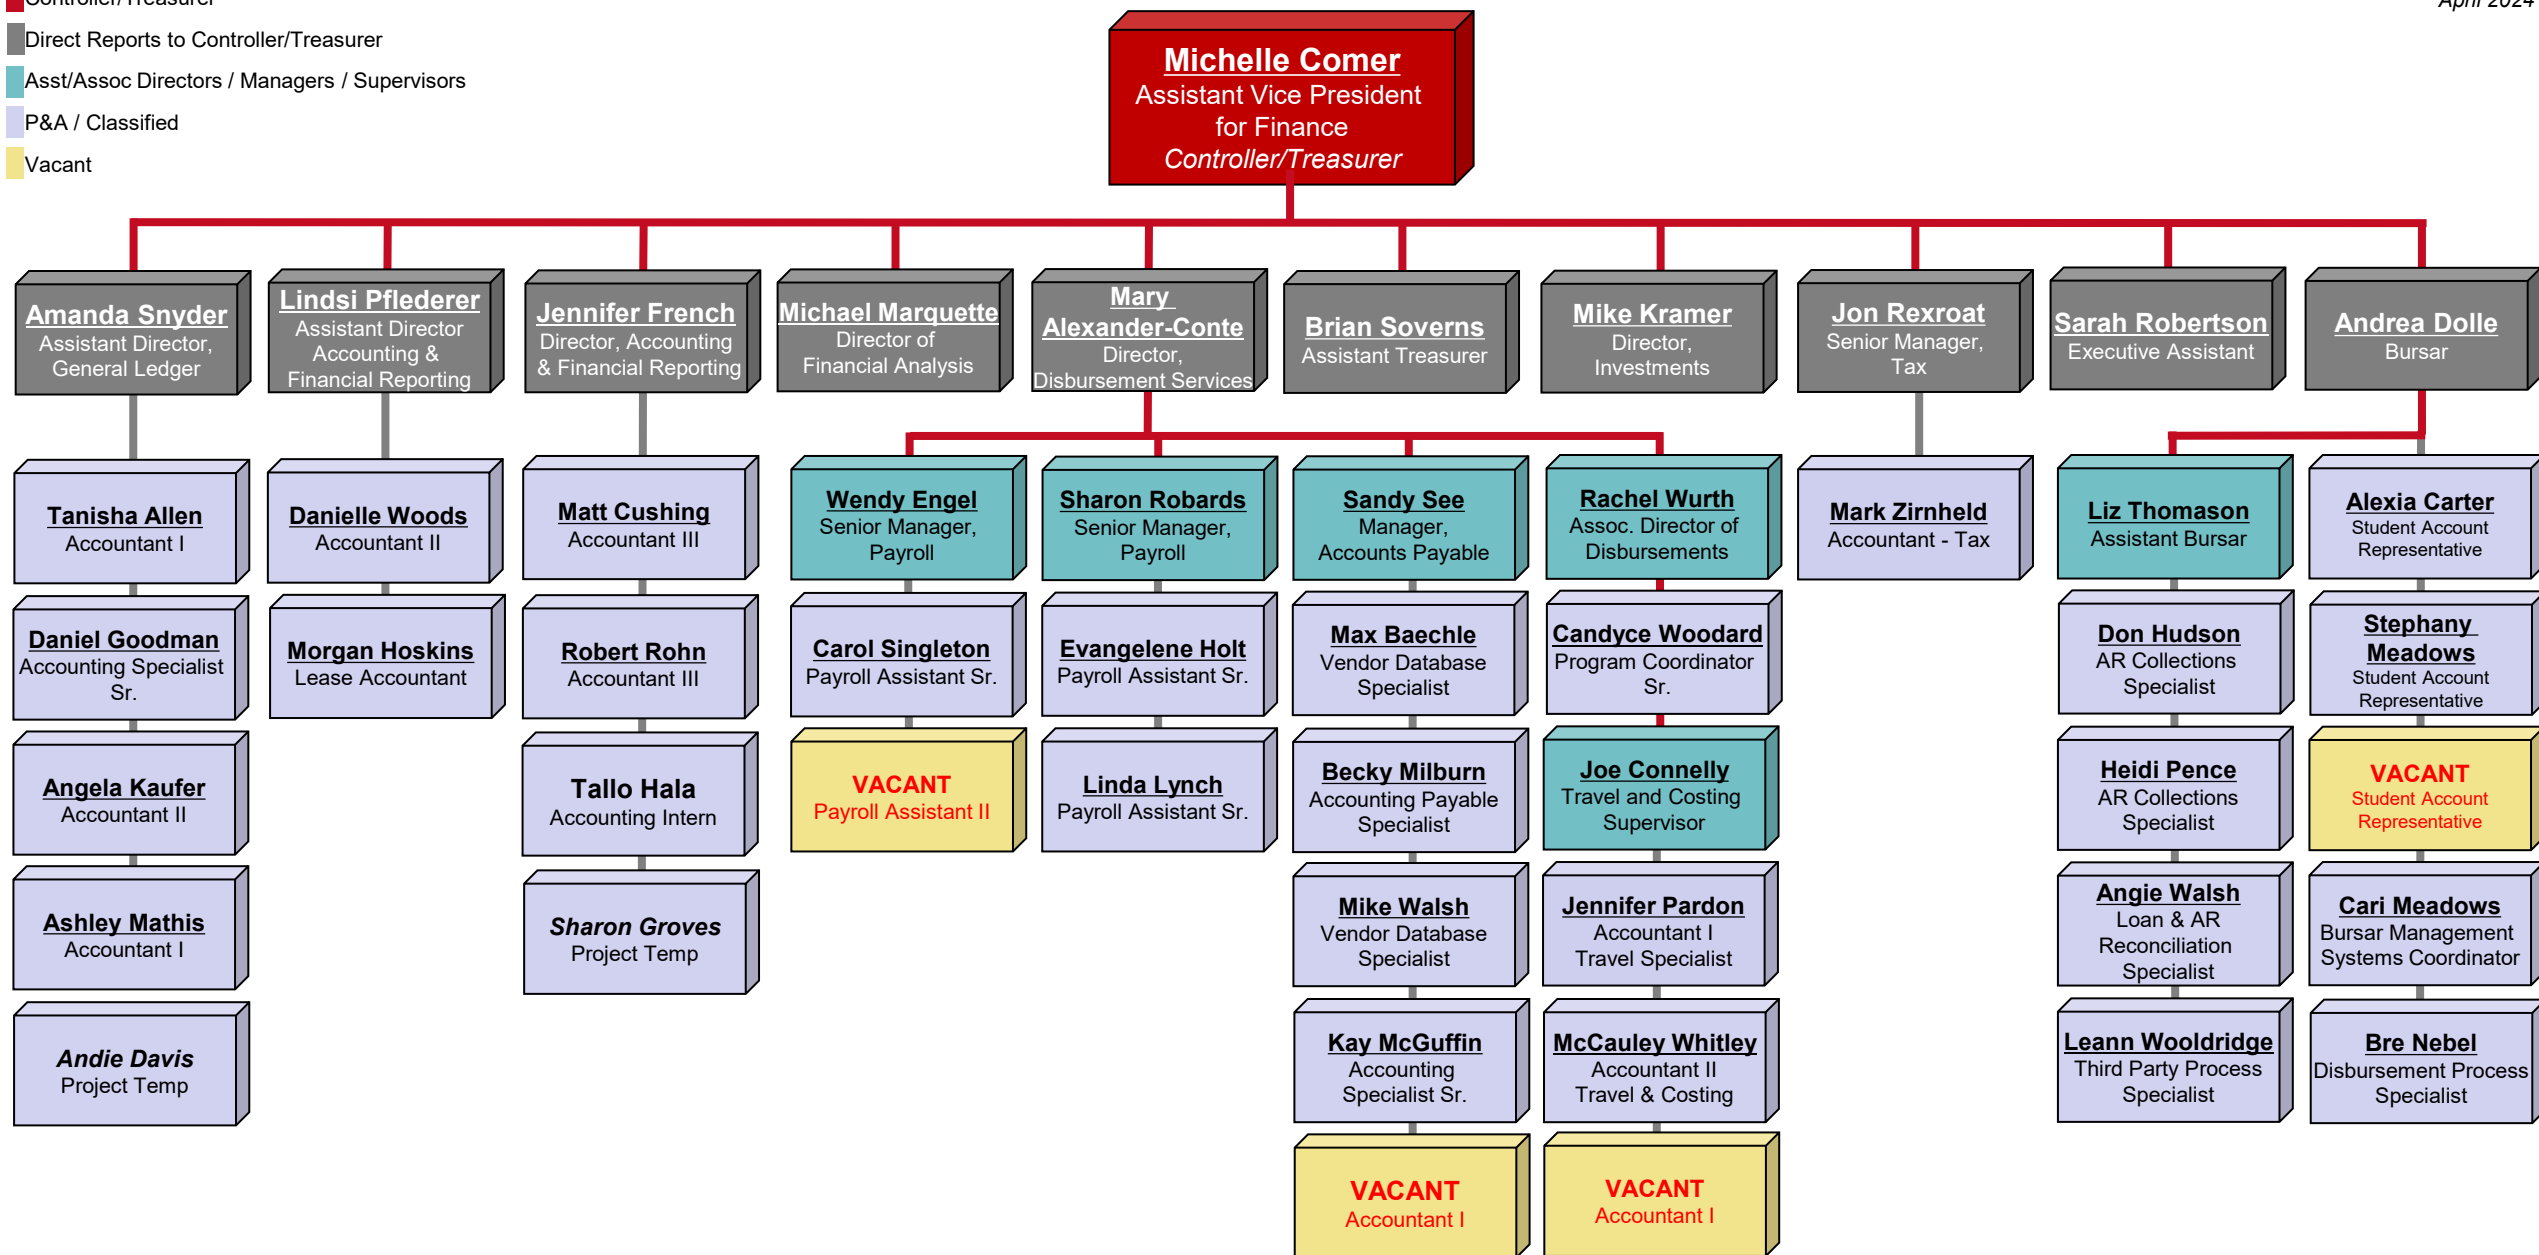 Controller/Treasurer
April 2024
Direct Reports to Controller/Treasurer
Asst/Assoc Directors / Managers / Supervisors
P&A / Classified
Vacant
Michelle Comer
Assistant Vice President
for Finance
Controller/Treasurer
Amanda Snyder
Assistant Director,
General Ledger
Lindsi Pflederer
Assistant Director
Accounting &
Financial Reporting
Jennifer French
Director, Accounting
& Financial Reporting
Michael Marquette
Director of
Financial Analysis
Mary
Alexander-Conte
Director,
Disbursement Services
Brian Soverns
Assistant Treasurer
Mike Kramer
Director,
Investments
Jon Rexroat
Senior Manager,
Tax
Sarah Robertson
Executive Assistant
Andrea Dolle
Bursar
Tanisha Allen
Accountant I
Daniel Goodman
Accounting Specialist
Sr.
Angela Kaufer
Accountant II
Ashley Mathis
Accountant I
Andie Davis
Project Temp
Danielle Woods
Accountant II
Morgan Hoskins
Lease Accountant
Matt Cushing
Accountant III
Robert Rohn
Accountant III
Tallo Hala
Accounting Intern
Sharon Groves
Project Temp
Wendy Engel
Senior Manager,
Payroll
Carol Singleton
Payroll Assistant Sr.
VACANT
Payroll Assistant II
Sharon Robards
Senior Manager,
Payroll
Evangelene Holt
Payroll Assistant Sr.
Linda Lynch
Payroll Assistant Sr.
Sandy See
Manager,
Accounts Payable
Max Baechle
Vendor Database
Specialist
Becky Milburn
Accounting Payable
Specialist
Mike Walsh
Vendor Database
Specialist
Kay McGuffin
Accounting
Specialist Sr.
VACANT
Accountant I
Rachel Wurth
Assoc. Director of
Disbursements
Candyce Woodard
Program Coordinator
Sr.
Joe Connelly
Travel and Costing
Supervisor
Jennifer Pardon
Accountant I
Travel Specialist
McCauley Whitley
Accountant II
Travel & Costing
VACANT
Accountant I
Mark Zirnheld
Accountant - Tax
Liz Thomason
Assistant Bursar
Don Hudson
AR Collections
Specialist
Heidi Pence
AR Collections
Specialist
Angie Walsh
Loan & AR
Reconciliation
Specialist
Leann Wooldridge
Third Party Process
Specialist
Alexia Carter
Student Account
Representative
Stephany
Meadows
Student Account
Representative
VACANT
Student Account
Representative
Cari Meadows
Bursar Management
Systems Coordinator
Bre Nebel
Disbursement Process
Specialist